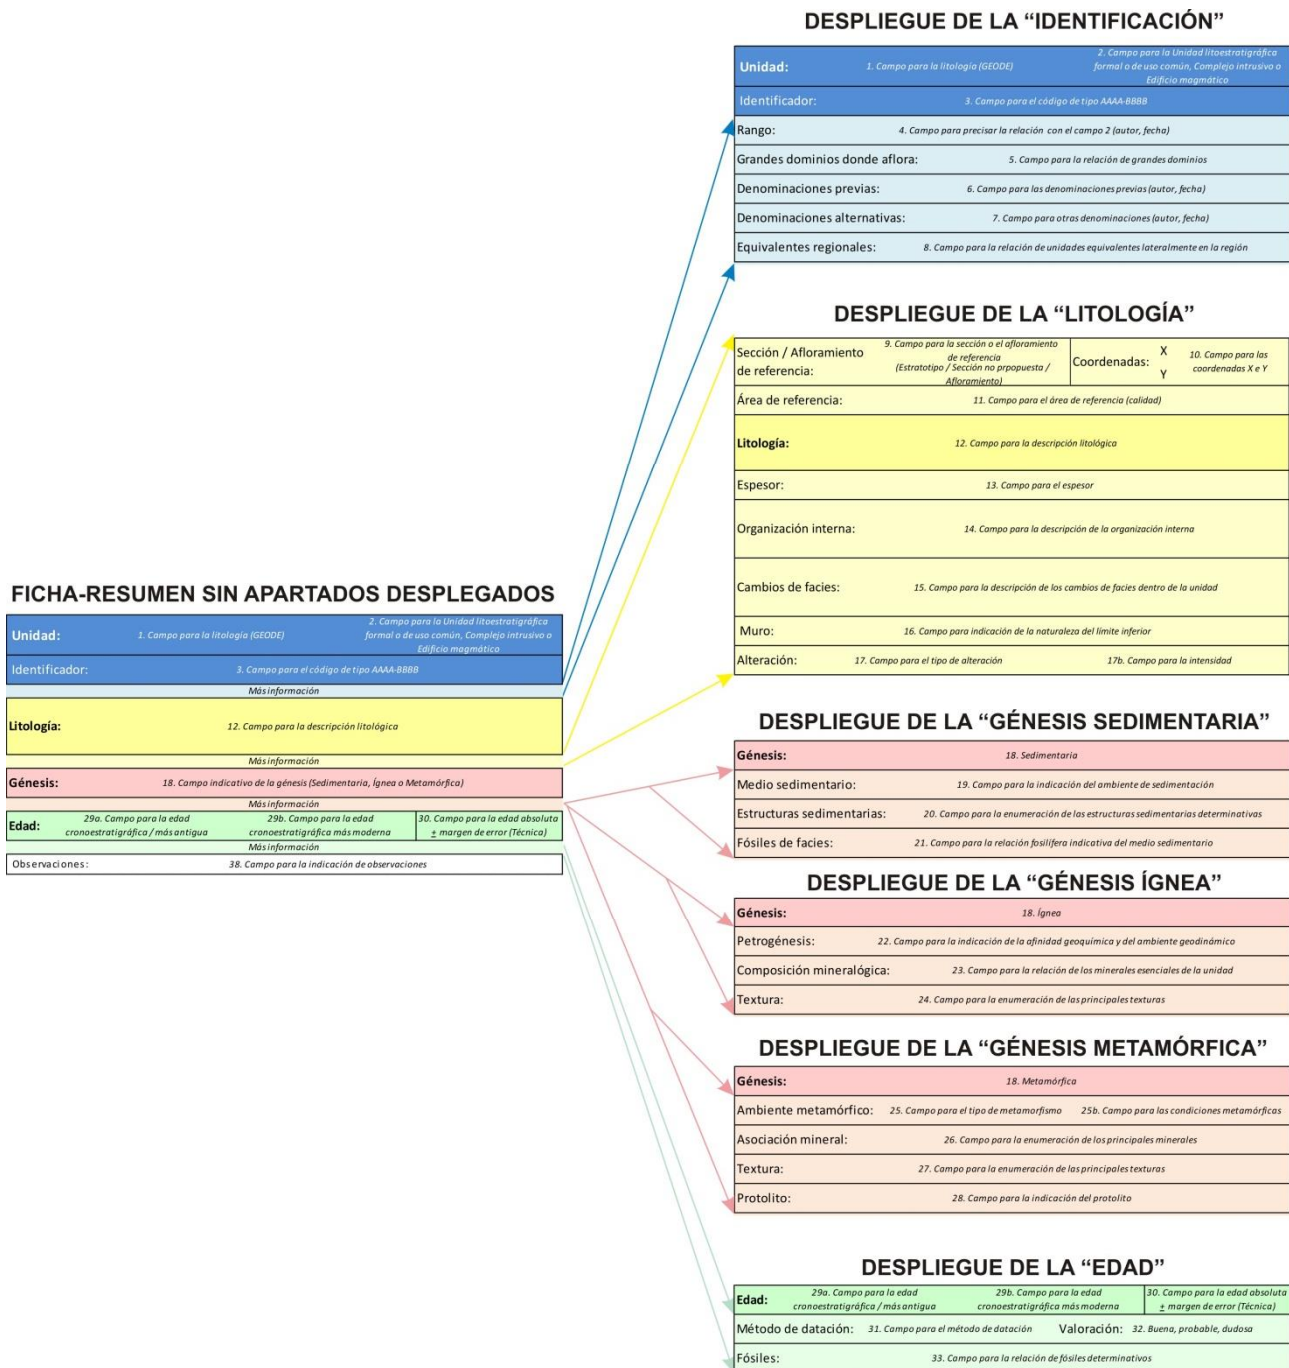 DESPLIEGUE DE LA “IDENTIFICACIÓN”
Unidad:
1. Campo para la litología (GEODE)
2. Campo para la Unidad litoestratigráfica
formal o de uso común, Complejo intrusivo o
Edificio magmático
Identificador:
3. Campo para el código de tipo AAAA-BBBB
Rango:
4. Campo para precisar la relación con el campo 2 (autor, fecha)
Grandes dominios donde aflora:
5. Campo para la relación de grandes dominios
Denominaciones previas:
6. Campo para las denominaciones previas (autor, fecha)
Denominaciones alternativas:
7. Campo para otras denominaciones (autor, fecha)
Equivalentes regionales:
8. Campo para la relación de unidades equivalentes lateralmente en la región
DESPLIEGUE DE LA “LITOLOGÍA”
Sección / Afloramiento
de referencia:
9. Campo para la sección o el afloramiento
de referencia
(Estratotipo / Sección no prpopuesta /
Afloramiento)
Coordenadas:
X
Y
10. Campo para las
coordenadas X e Y
Área de referencia:
11. Campo para el área de referencia (calidad)
Litología:
12. Campo para la descripción litológica
Espesor:
13. Campo para el espesor
Organización interna:
14. Campo para la descripción de la organización interna
Cambios de facies:
15. Campo para la descripción de los cambios de facies dentro de la unidad
Muro:
16. Campo para indicación de la naturaleza del límite inferior
Alteración:
17. Campo para el tipo de alteración
17b. Campo para la intensidad
FICHA-RESUMEN SIN APARTADOS DESPLEGADOS
Unidad:
1. Campo para la litología (GEODE)
2. Campo para la Unidad litoestratigráfica
formal o de uso común, Complejo intrusivo o
Edificio magmático
Identificador:
3. Campo para el código de tipo AAAA-BBBB
Más información
Litología:
12. Campo para la descripción litológica
Más información
Génesis:
18. Campo indicativo de la génesis (Sedimentaria, Ígnea o Metamórfica)
Más información
Edad:
29a. Campo para la edad
cronoestratigráfica / más antigua
29b. Campo para la edad
cronoestratigráfica más moderna
30. Campo para la edad absoluta
± margen de error (Técnica)
Más información
Observaciones:
38. Campo para la indicación de observaciones
DESPLIEGUE DE LA “GÉNESIS SEDIMENTARIA”
Génesis:
18. Sedimentaria
Medio sedimentario:
19. Campo para la indicación del ambiente de sedimentación
Estructuras sedimentarias:
20. Campo para la enumeración de las estructuras sedimentarias determinativas
Fósiles de facies:
21. Campo para la relación fosilífera indicativa del medio sedimentario
DESPLIEGUE DE LA “GÉNESIS ÍGNEA”
Génesis:
18. Ígnea
Petrogénesis:
22. Campo para la indicación de la afinidad geoquímica y del ambiente geodinámico
Composición mineralógica:
23. Campo para la relación de los minerales esenciales de la unidad
Textura:
24. Campo para la enumeración de las principales texturas
DESPLIEGUE DE LA “GÉNESIS METAMÓRFICA”
Génesis:
18. Metamórfica
Ambiente metamórfico:
25. Campo para el tipo de metamorfismo
25b. Campo para las condiciones metamórficas
Asociación mineral:
26. Campo para la enumeración de los principales minerales
Textura:
27. Campo para la enumeración de las principales texturas
Protolito:
28. Campo para la indicación del protolito
DESPLIEGUE DE LA “EDAD”
Edad:
29a. Campo para la edad
cronoestratigráfica / más antigua
29b. Campo para la edad
cronoestratigráfica más moderna
30. Campo para la edad absoluta
± margen de error (Técnica)
Método de datación:
31. Campo para el método de datación
Valoración:
32. Buena, probable, dudosa
Fósiles:
33. Campo para la relación de fósiles determinativos